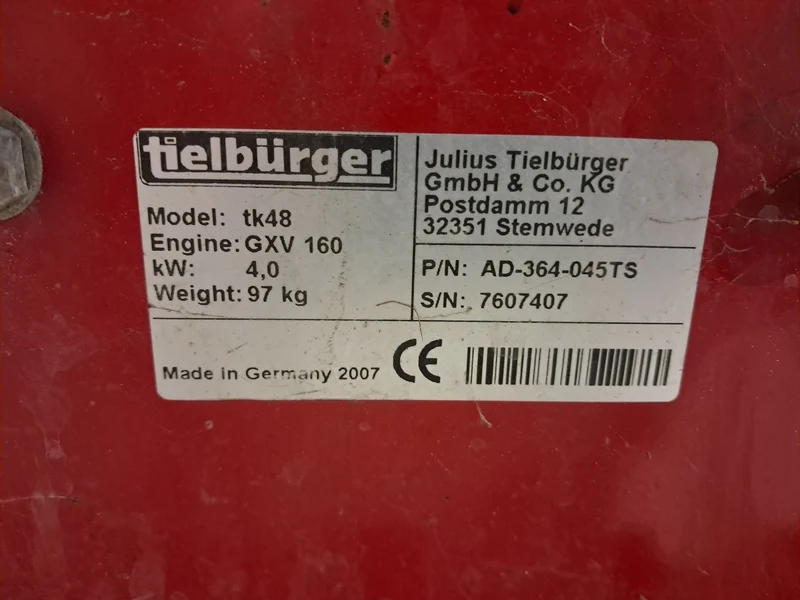 tielbürger
Model: tk48
Engine: GXV 160
kW: 4,0
Weight: 97 kg
Julius Tielbürger
GmbH & Co. KG
Postdamm 12
32351 Stemwede
P/N: AD-364-045TS
S/N: 7607407
Made in Germany 2007 CE